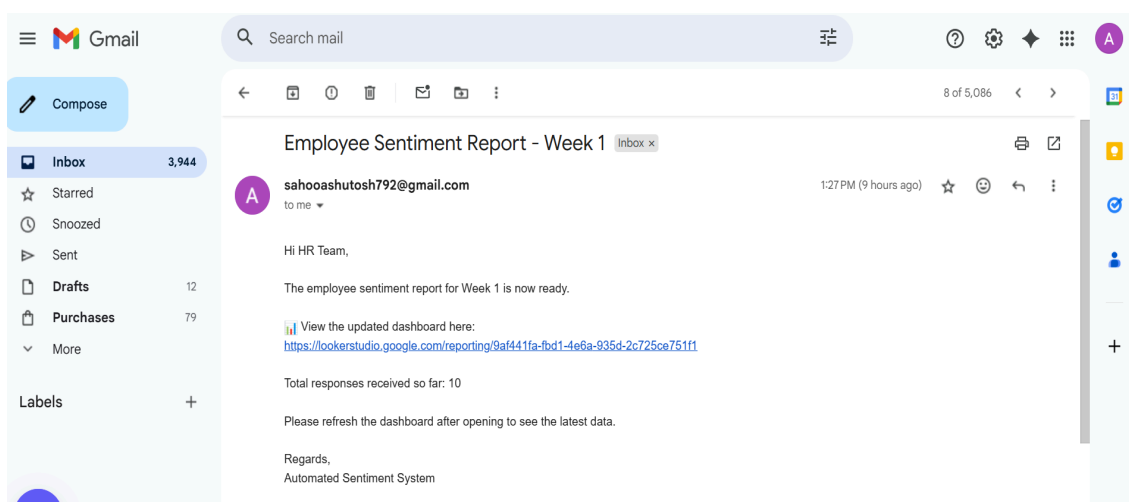 Gmail
Search mail
A
Compose
8 of 5,086
31
Employee Sentiment Report - Week 1 Inbox ×
Inbox 3,944
Starred
Snoozed
Sent
Drafts 12
Purchases 79
More
Labels
A
sahooashutosh792@gmail.com
1:27 PM (9 hours ago)
to me
Hi HR Team,
The employee sentiment report for Week 1 is now ready.
📊 View the updated dashboard here:
https://lookerstudio.google.com/reporting/9af441fa-fbd1-4e6a-935d-2c725ce751f1
Total responses received so far: 10
Please refresh the dashboard after opening to see the latest data.
Regards,
Automated Sentiment System